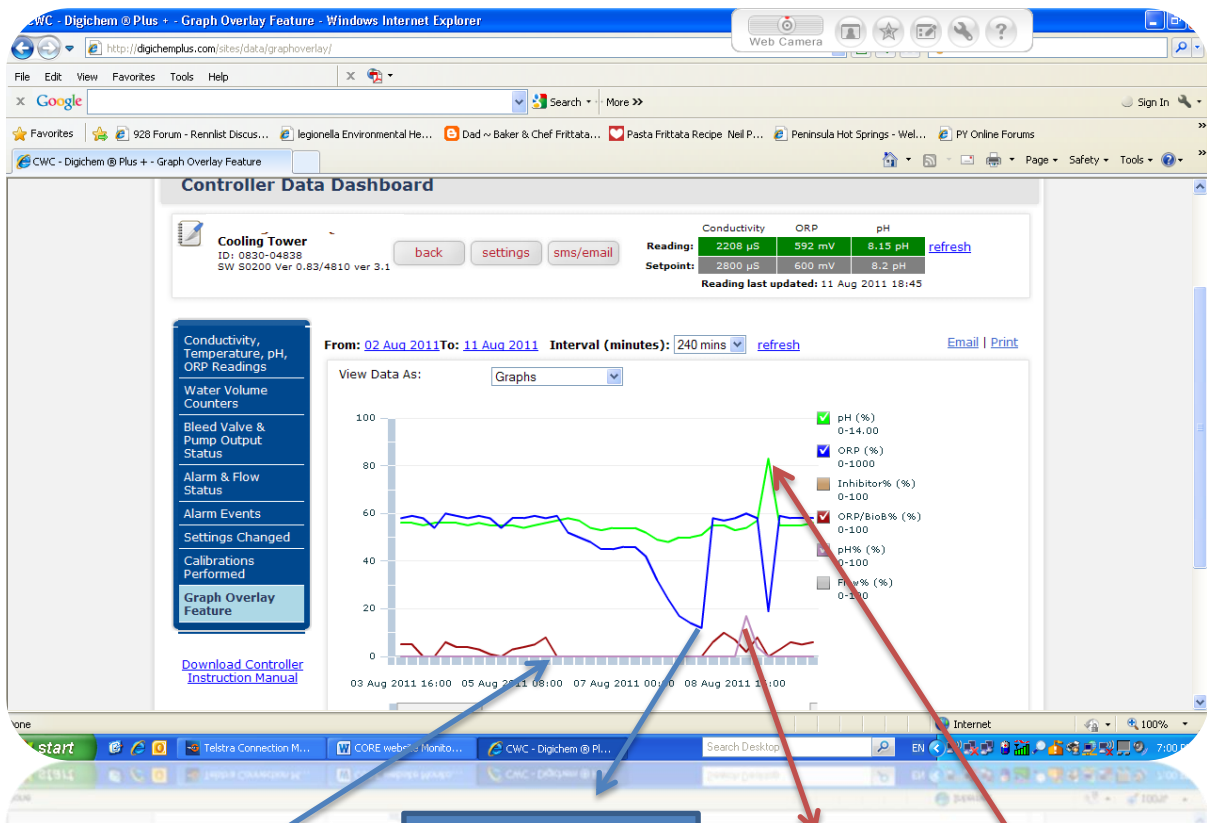 CWC - Digichem ® Plus + - Graph Overlay Feature - Windows Internet Explorer
Web Camera
http://digichemplus.com/sites/data/graphoverlay/
File Edit View Favorites Tools Help
x
x Google
Search
More >>
Sign In
Favorites
928 Forum - Rennlist Discus...
legionella Environmental He...
Dad ~ Baker & Chef Frittata...
Pasta Frittata Recipe Neil P...
Peninsula Hot Springs - Wel...
PY Online Forums
CWC - Digichem ® Plus + - Graph Overlay Feature
Page Safety Tools
Controller Data Dashboard
Cooling Tower
ID: 0830-04838
SW S0200 Ver 0.83/4810 ver 3.1
back settings sms/email
Conductivity ORP pH
Reading: 2208 µS 592 mV 8.15 pH refresh
Setpoint: 2800 µS 600 mV 8.2 pH
Reading last updated: 11 Aug 2011 18:45
Conductivity,
Temperature, pH,
ORP Readings
Water Volume
Counters
Bleed Valve &
Pump Output
Status
Alarm & Flow
Status
Alarm Events
Settings Changed
Calibrations
Performed
Graph Overlay
Feature
Download Controller
Instruction Manual
From: 02 Aug 2011To: 11 Aug 2011 Interval (minutes): 240 mins refresh
Email | Print
View Data As: Graphs
100
80
60
40
20
0
03 Aug 2011 16:00 05 Aug 2011 08:00 07 Aug 2011 00:00 08 Aug 2011 16:00
pH (%)
0-14.00
ORP (%)
0-1000
Inhibitor% (%)
0-100
ORP/BioB% (%)
0-100
pH% (%)
0-100
Flow% (%)
0-100
one
Internet
100%
start
Telstra Connection M...
CORE website Monito...
CWC - Digichem ® Pl...
Search Desktop
EN
7:00 P